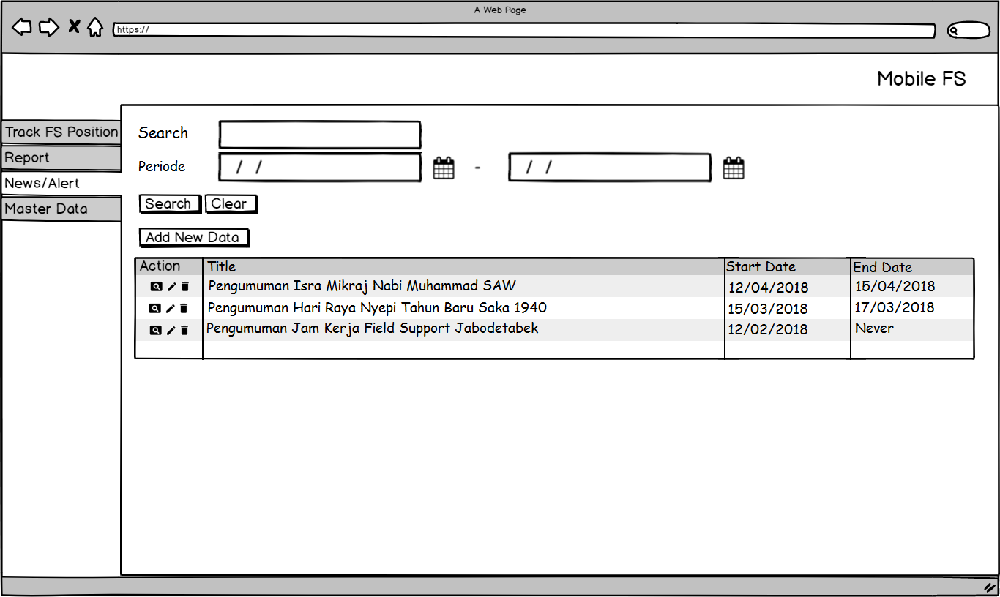 A Web Page
https://
Mobile FS
Track FS Position
Report
News/Alert
Master Data
Search
Periode / / - / /
Search Clear
Add New Data
Action Title Start Date End Date
Pengumuman Isra Mikraj Nabi Muhammad SAW 12/04/2018 15/04/2018
Pengumuman Hari Raya Nyepi Tahun Baru Saka 1940 15/03/2018 17/03/2018
Pengumuman Jam Kerja Field Support Jabodetabek 12/02/2018 Never